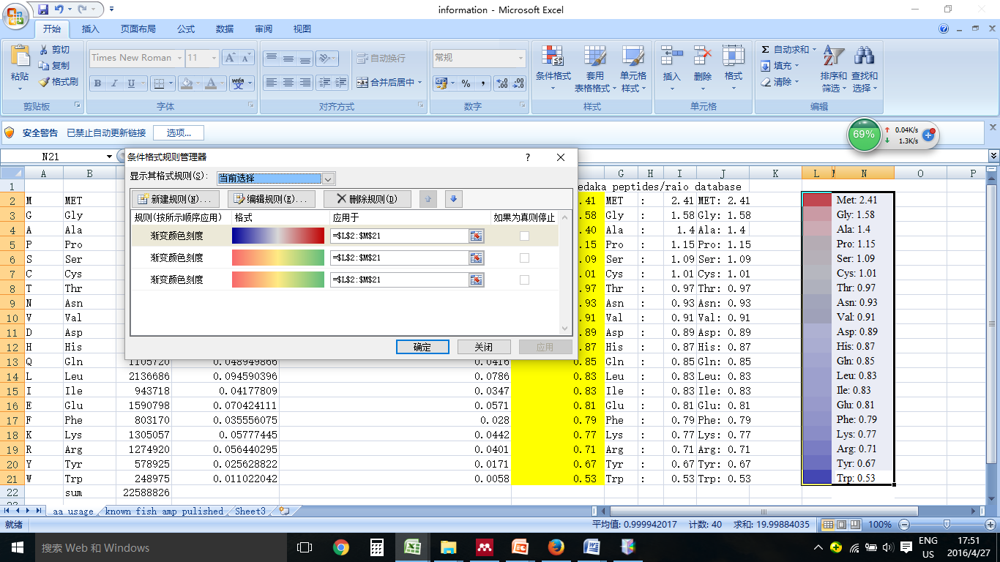 information - Microsoft Excel
开始 插入 页面布局 公式 数据 审阅 视图
粘贴 剪切 复制 格式刷 剪贴板
Times New Roman 11
B I U wén 文
字体
自动换行
合并后居中
对齐方式
常规
% , .0 .00 .00 .0
数字
条件格式 套用 表格格式 单元格 样式
样式
插入 删除 格式
单元格
Σ 自动求和 填充 清除 排序和 筛选 查找和 选择
编辑
安全警告 已禁止自动更新链接 选项...
69% 0.04K/s 1.3K/s
N21
条件格式规则管理器 ?
显示其格式规则(S): 当前选择
新建规则(N)... 编辑规则(E)... 删除规则(D)
规则(按所示顺序应用) 格式 应用于 如果为真则停止
渐变颜色刻度 =$L$2:$M$21
渐变颜色刻度 =$L$2:$M$21
渐变颜色刻度 =$L$2:$M$21
确定 关闭 应用
A B G H I J K L N O P
1 edaka peptides/raio database
2 M MET .41 MET : 2.41 MET: 2.41 Met: 2.41
3 G Gly .58 Gly : 1.58 Gly: 1.58 Gly: 1.58
4 A Ala .40 Ala : 1.4 Ala: 1.4 Ala: 1.4
5 P Pro .15 Pro : 1.15 Pro: 1.15 Pro: 1.15
6 S Ser .09 Ser : 1.09 Ser: 1.09 Ser: 1.09
7 C Cys .01 Cys : 1.01 Cys: 1.01 Cys: 1.01
8 T Thr .97 Thr : 0.97 Thr: 0.97 Thr: 0.97
9 N Asn .93 Asn : 0.93 Asn: 0.93 Asn: 0.93
10 V Val .91 Val : 0.91 Val: 0.91 Val: 0.91
11 D Asp .89 Asp : 0.89 Asp: 0.89 Asp: 0.89
12 H His .87 His : 0.87 His: 0.87 His: 0.87
13 Q Gln 1105720 0.048949866 0.0416 0.85 Gln : 0.85 Gln: 0.85 Gln: 0.85
14 L Leu 2136686 0.094590396 0.0786 0.83 Leu : 0.83 Leu: 0.83 Leu: 0.83
15 I Ile 943718 0.04177809 0.0347 0.83 Ile : 0.83 Ile: 0.83 Ile: 0.83
16 E Glu 1590798 0.070424111 0.0571 0.81 Glu : 0.81 Glu: 0.81 Glu: 0.81
17 F Phe 803170 0.035556075 0.028 0.79 Phe : 0.79 Phe: 0.79 Phe: 0.79
18 K Lys 1305057 0.05777445 0.0442 0.77 Lys : 0.77 Lys: 0.77 Lys: 0.77
19 R Arg 1274920 0.056440295 0.0401 0.71 Arg : 0.71 Arg: 0.71 Arg: 0.71
20 Y Tyr 578925 0.025628822 0.0171 0.67 Tyr : 0.67 Tyr: 0.67 Tyr: 0.67
21 W Trp 248975 0.011022042 0.0058 0.53 Trp : 0.53 Trp: 0.53 Trp: 0.53
22 sum 22588826
aa usage known fish amp pulished Sheet3
就绪 平均值: 0.999942017 计数: 40 求和: 19.99884035 100%
搜索 Web 和 Windows
ENG 17:51
US 2016/4/27